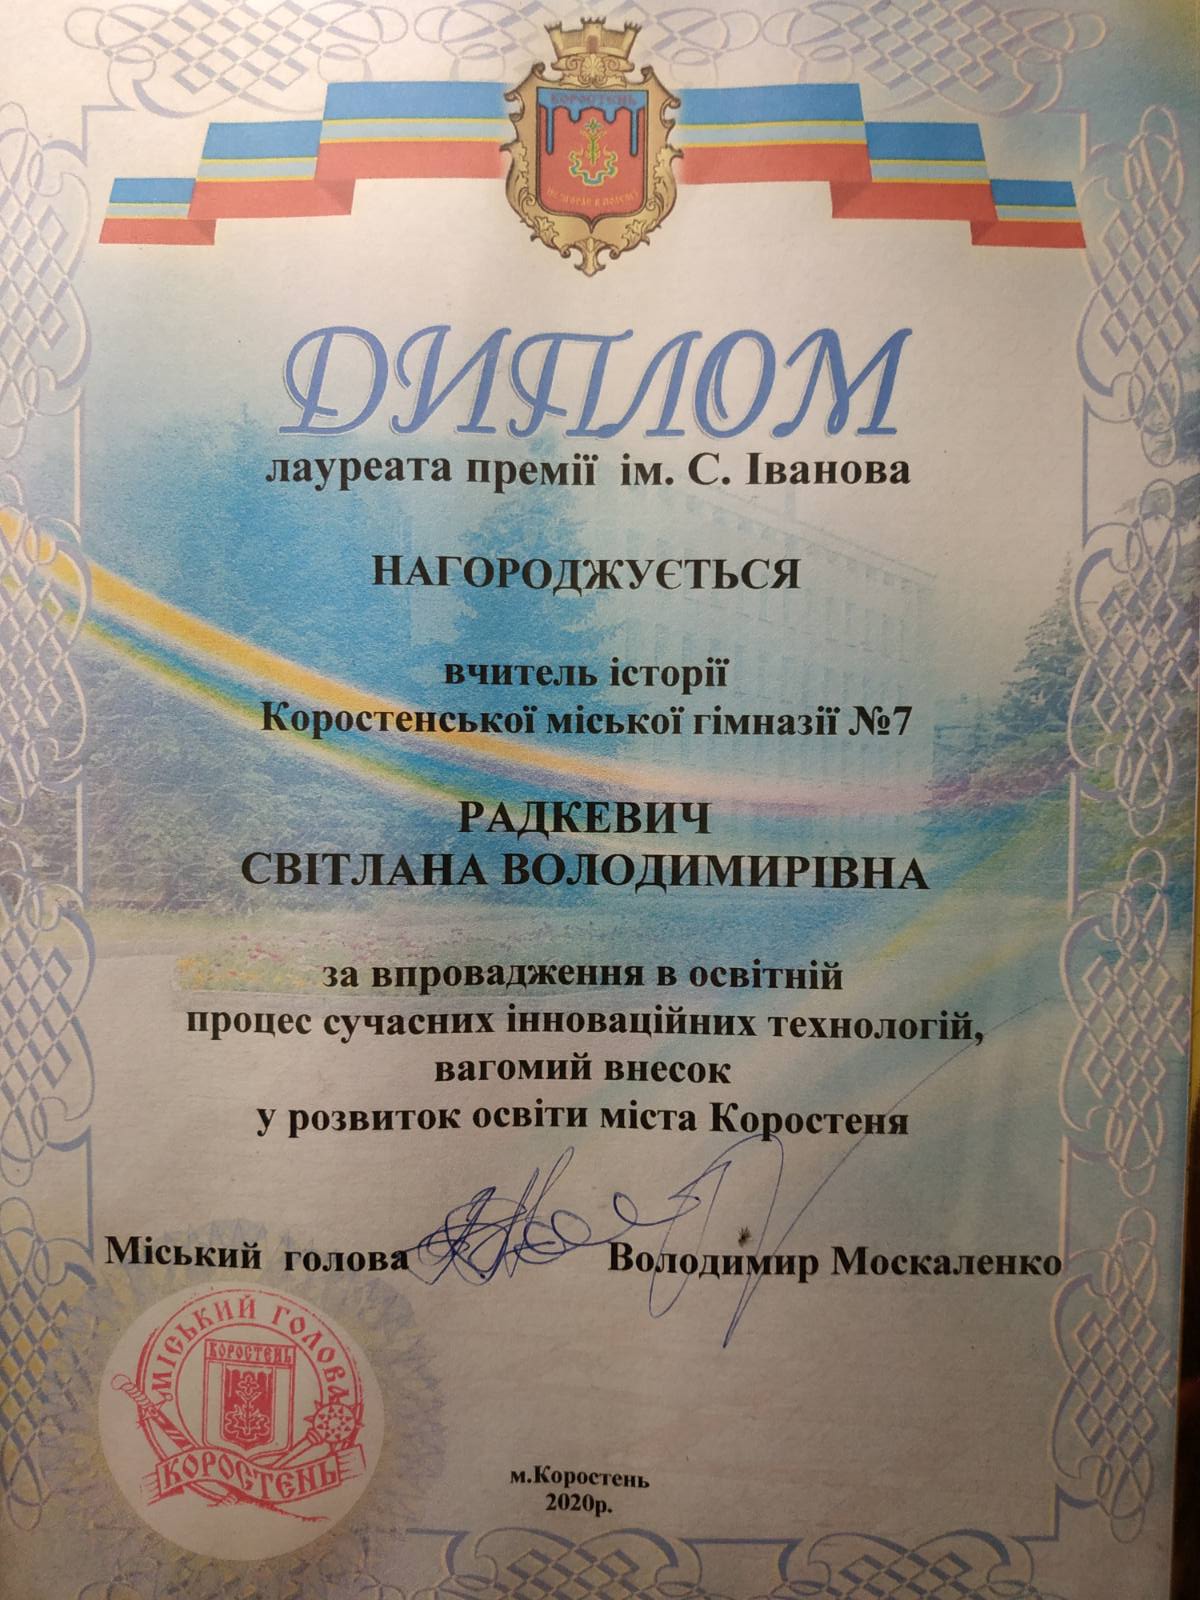 КОРОСТЕНЬ
ДИПЛОМ
лауреата премії ім. С. Іванова
НАГОРОДЖУЄТЬСЯ
вчитель історії
Коростенської міської гімназії №7
РАДКЕВИЧ
СВІТЛАНА ВОЛОДИМИРІВНА
за впровадження в освітній
процес сучасних інноваційних технологій,
вагомий внесок
у розвиток освіти міста Коростеня
Міський голова Володимир Москаленко
МІСЬКИЙ ГОЛОВА
КОРОСТЕНЬ
КОРОСТЕНЬ
м.Коростень
2020р.